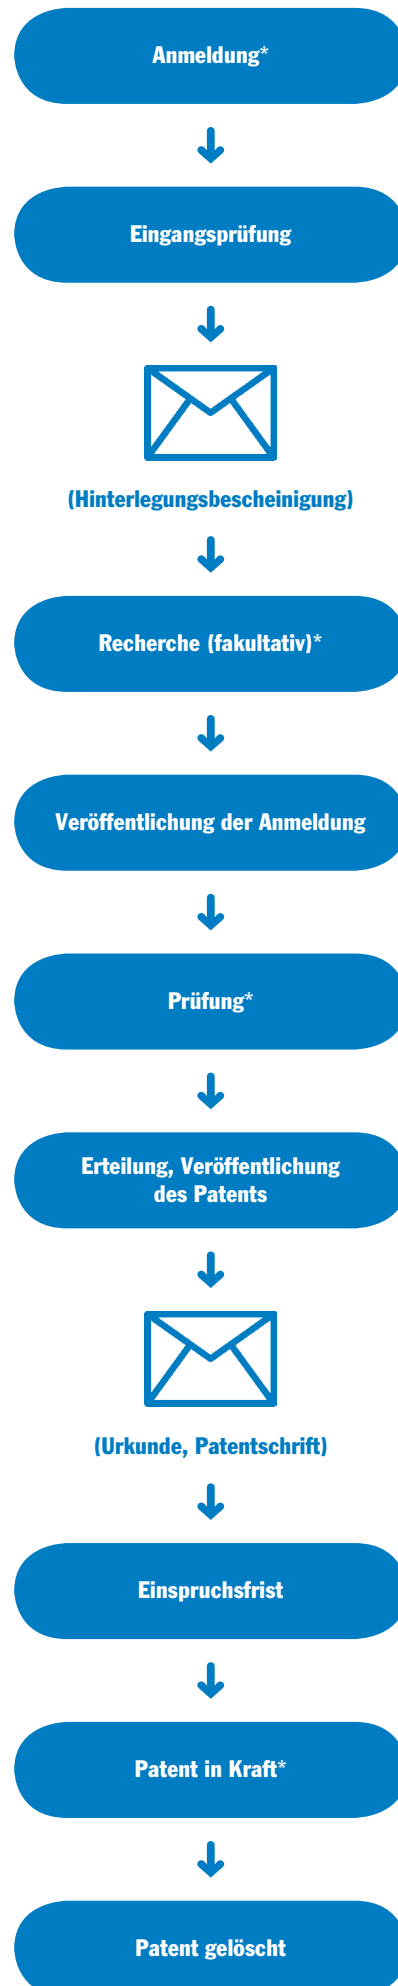 Anmeldung*
Eingangsprüfung
(Hinterlegungsbescheinigung)
Recherche (fakultativ)*
Veröffentlichung der Anmeldung
Prüfung*
Erteilung, Veröffentlichung
des Patents
(Urkunde, Patentschrift)
Einspruchsfrist
Patent in Kraft*
Patent gelöscht